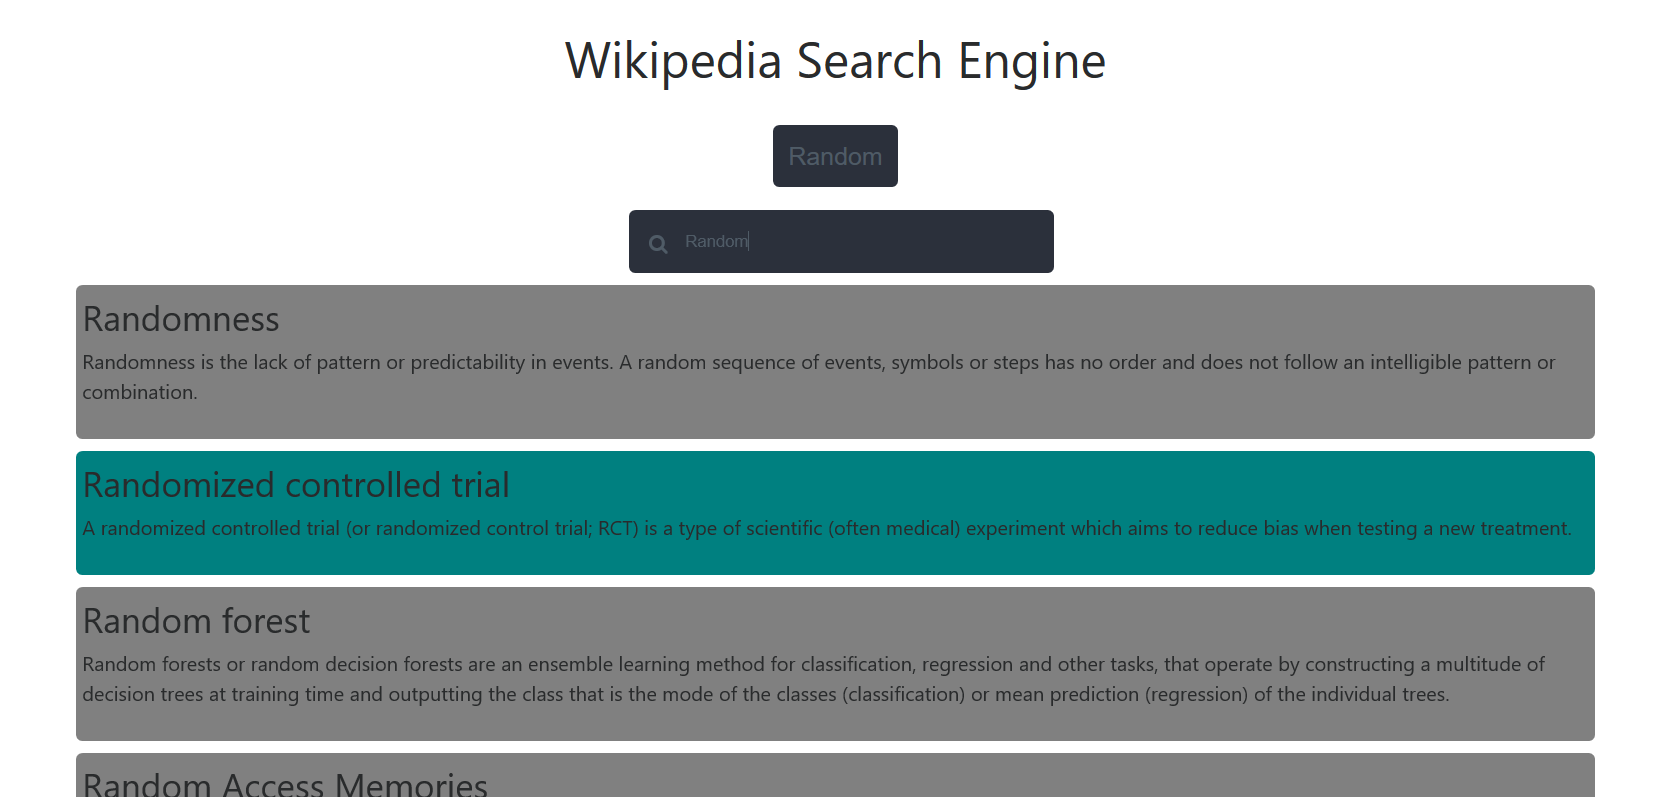 Wikipedia Search Engine
Random
Random
Randomness
Randomness is the lack of pattern or predictability in events. A random sequence of events, symbols or steps has no order and does not follow an intelligible pattern or
combination.
Randomized controlled trial
A randomized controlled trial (or randomized control trial; RCT) is a type of scientific (often medical) experiment which aims to reduce bias when testing a new treatment.
Random forest
Random forests or random decision forests are an ensemble learning method for classification, regression and other tasks, that operate by constructing a multitude of
decision trees at training time and outputting the class that is the mode of the classes (classification) or mean prediction (regression) of the individual trees.
Random Access Memories